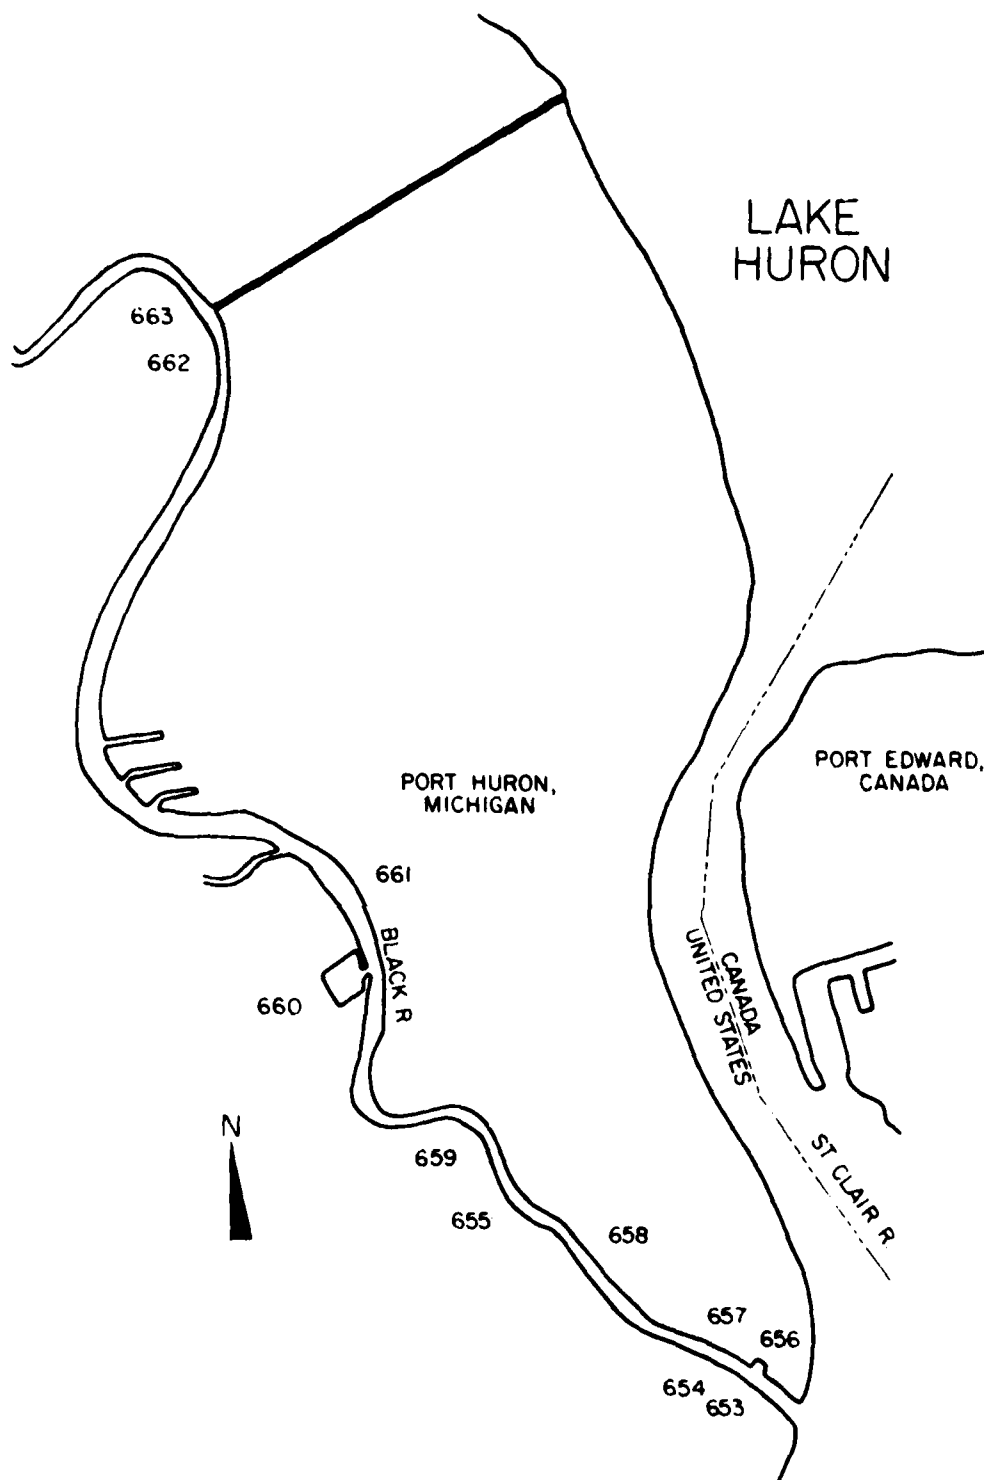 LAKE
HURON
663
662
PORT HURON,
MICHIGAN
PORT EDWARD,
CANADA
661
BLACK R
CANADA
UNITED STATES
660
N
ST CLAIR R.
659
655
658
657
656
654
653